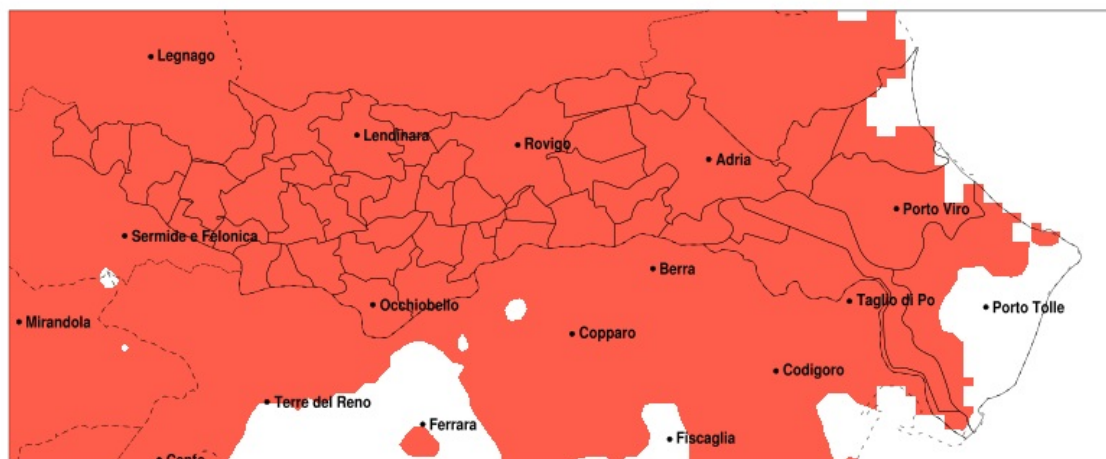 Legnago
Lendinara
Rovigo
Adria
Porto Viro
Sermide e Felonica
Berra
Occhiobello
Taglio di Po
Porto Tolle
Mirandola
Copparo
Codigoro
Terre del Reno
Ferrara
Fiscaglia